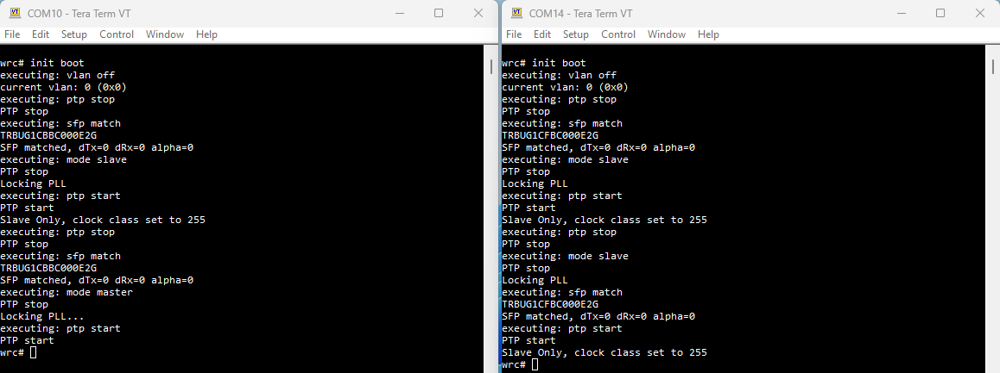 COM10 - Tera Term VT
File Edit Setup Control Window Help
wrc# init boot
executing: vlan off
current vlan: 0 (0x0)
executing: ptp stop
PTP stop
executing: sfp match
TRBUG1CBBC000E2G
SFP matched, dTx=0 dRx=0 alpha=0
executing: mode slave
PTP stop
Locking PLL
executing: ptp start
PTP start
Slave Only, clock class set to 255
executing: ptp stop
PTP stop
executing: sfp match
TRBUG1CBBC000E2G
SFP matched, dTx=0 dRx=0 alpha=0
executing: mode master
PTP stop
Locking PLL...
executing: ptp start
PTP start
wrc#
COM14 - Tera Term VT
File Edit Setup Control Window Help
wrc# init boot
executing: vlan off
current vlan: 0 (0x0)
executing: ptp stop
PTP stop
executing: sfp match
TRBUG1CFBC000E2G
SFP matched, dTx=0 dRx=0 alpha=0
executing: mode slave
PTP stop
Locking PLL
executing: ptp start
PTP start
Slave Only, clock class set to 255
executing: ptp stop
PTP stop
executing: mode slave
PTP stop
Locking PLL
executing: sfp match
TRBUG1CFBC000E2G
SFP matched, dTx=0 dRx=0 alpha=0
executing: ptp start
PTP start
Slave Only, clock class set to 255
wrc#